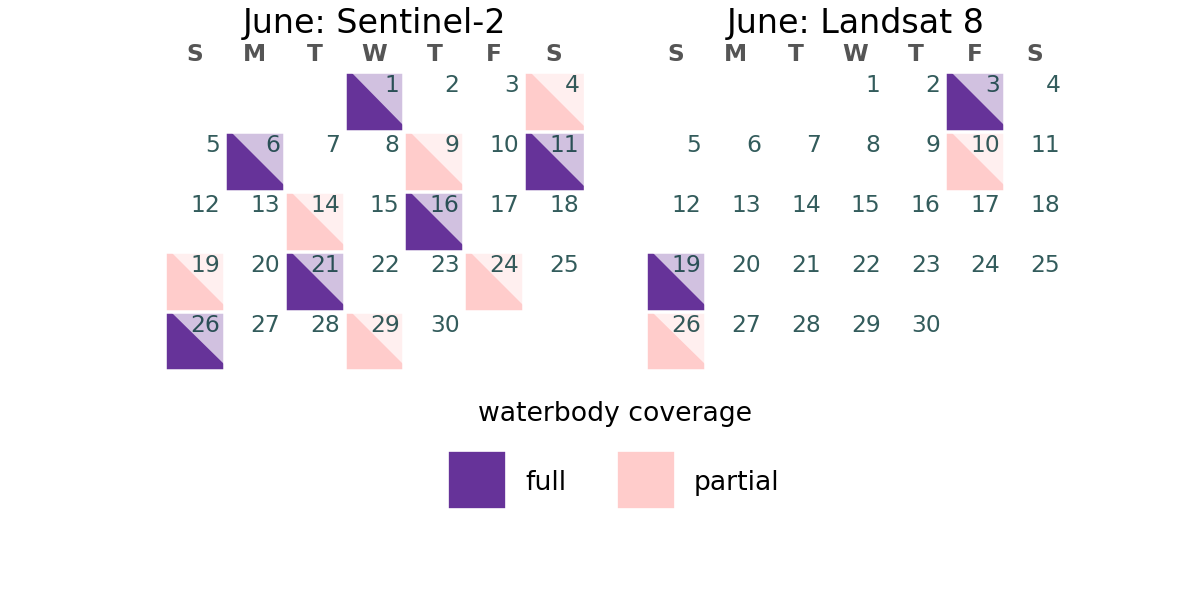 June: Sentinel-2
S M T W T F S
1 2 3 4
5 6 7 8 9 10 11
12 13 14 15 16 17 18
19 20 21 22 23 24 25
26 27 28 29 30
June: Landsat 8
S M T W T F S
1 2 3 4
5 6 7 8 9 10 11
12 13 14 15 16 17 18
19 20 21 22 23 24 25
26 27 28 29 30
waterbody coverage
full partial